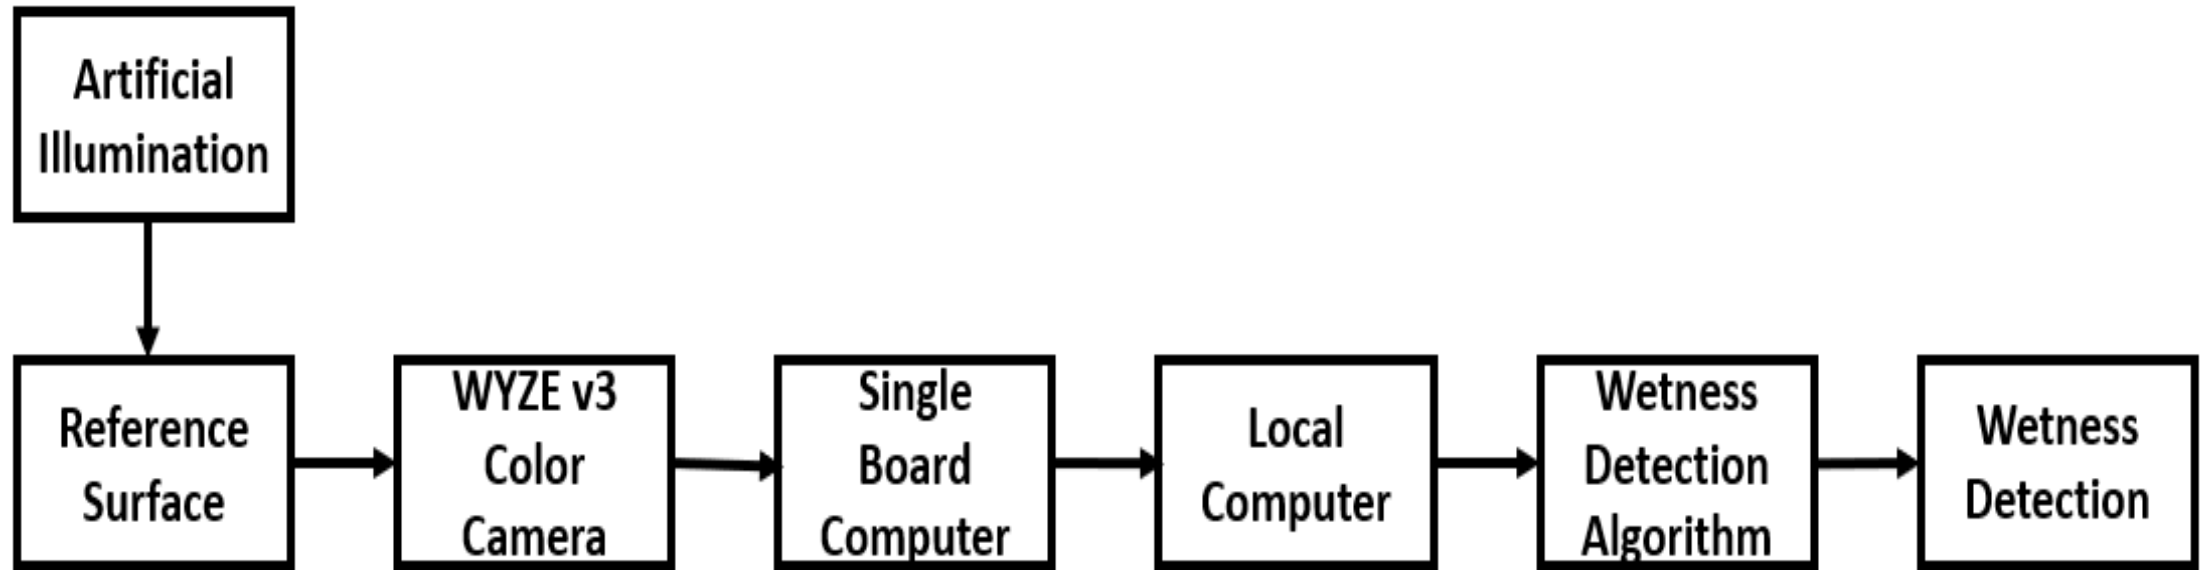 Artificial
Illumination
Reference
Surface
WYZE v3
Color
Camera
Single
Board
Computer
Local
Computer
Wetness
Detection
Algorithm
Wetness
Detection